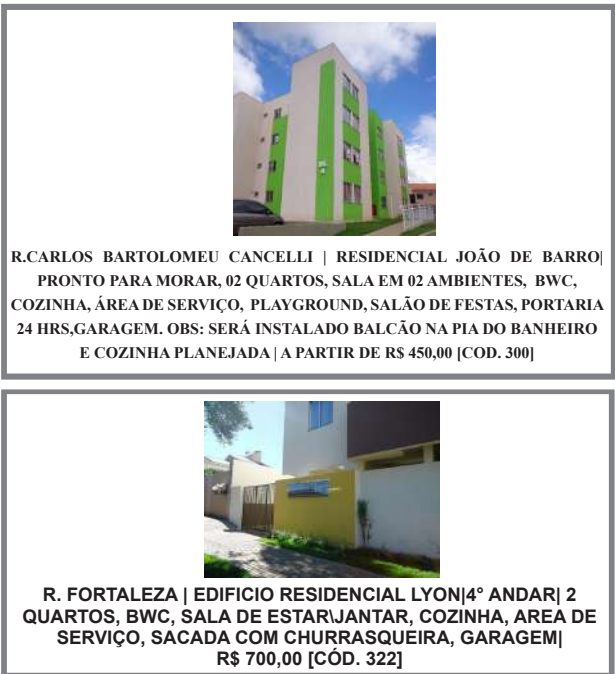 R.CARLOS BARTOLOMEU CANCELLI | RESIDENCIAL JOÃO DE BARRO|
PRONTO PARA MORAR, 02 QUARTOS, SALA EM 02 AMBIENTES, BWC,
COZINHA, ÁREA DE SERVIÇO, PLAYGROUND, SALÃO DE FESTAS, PORTARIA
24 HRS,GARAGEM. OBS: SERÁ INSTALADO BALCÃO NA PIA DO BANHEIRO
E COZINHA PLANEJADA | A PARTIR DE R$ 450,00 [COD. 300]
R. FORTALEZA | EDIFICIO RESIDENCIAL LYON|4° ANDAR| 2
QUARTOS, BWC, SALA DE ESTAR\JANTAR, COZINHA, AREA DE
SERVIÇO, SACADA COM CHURRASQUEIRA, GARAGEM|
R$ 700,00 [CÓD. 322]